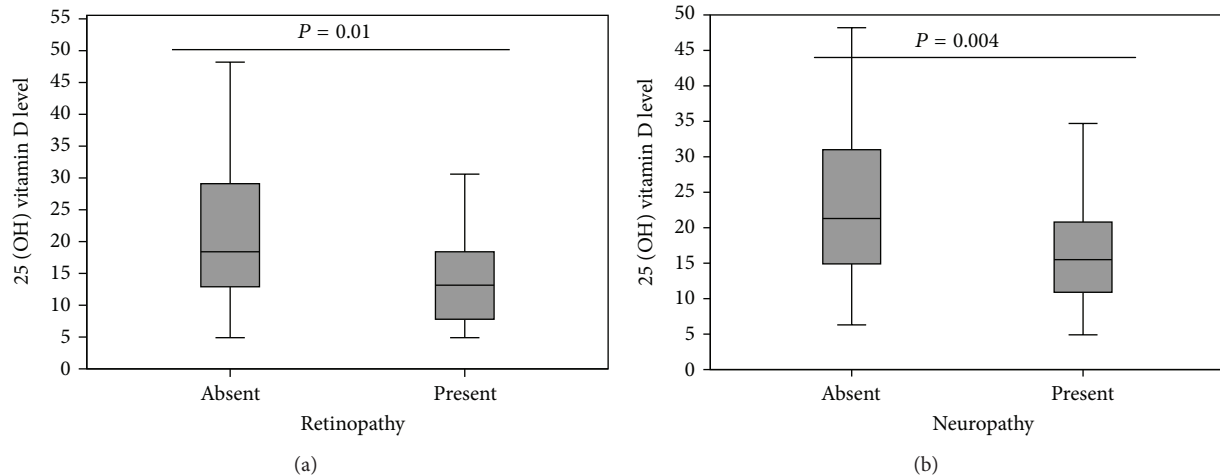 P = 0.01
55
50
45
40
35
30
25
20
15
10
5
0
25 (OH) vitamin D level
Absent Present
Retinopathy
(a)
P = 0.004
50
45
40
35
30
25
20
15
10
5
0
25 (OH) vitamin D level
Absent Present
Neuropathy
(b)